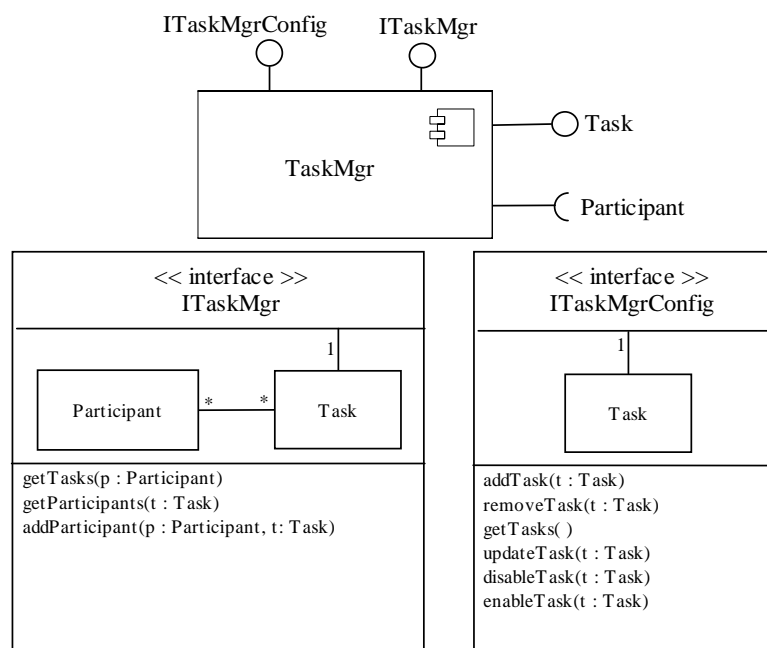 ITaskMgrConfig
ITaskMgr
Task
TaskMgr
Participant
<< interface >>
ITaskMgr
1
Participant
*
*
Task
getTasks(p : Participant)
getParticipants(t : Task)
addParticipant(p : Participant, t: Task)
<< interface >>
ITaskMgrConfig
1
Task
addTask(t : Task)
removeTask(t : Task)
getTasks( )
updateTask(t : Task)
disableTask(t : Task)
enableTask(t : Task)